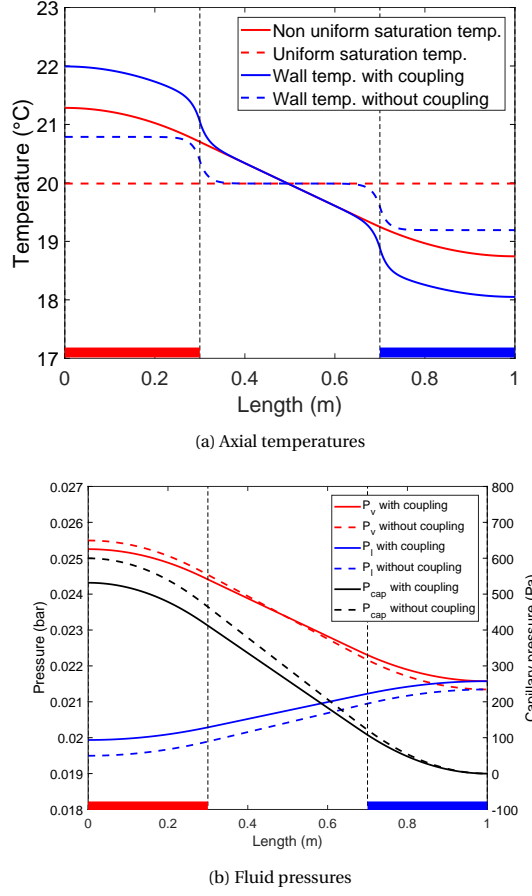 Non uniform saturation temp.
Uniform saturation temp.
Wall temp. with coupling
Wall temp. without coupling
Temperature (°C)
22
21
20
19
18
17
0 0.2 0.4 0.6 0.8 1
Length (m)
(a) Axial temperatures
P_v with coupling
P_v without coupling
P_l with coupling
P_l without coupling
P_cap with coupling
P_cap without coupling
Pressure (bar)
0.027
0.026
0.025
0.024
0.023
0.022
0.021
0.02
0.019
0.018
Capillary pressure (Pa)
800
700
600
500
400
300
200
100
0
-100
0 0.2 0.4 0.6 0.8 1
Length (m)
(b) Fluid pressures